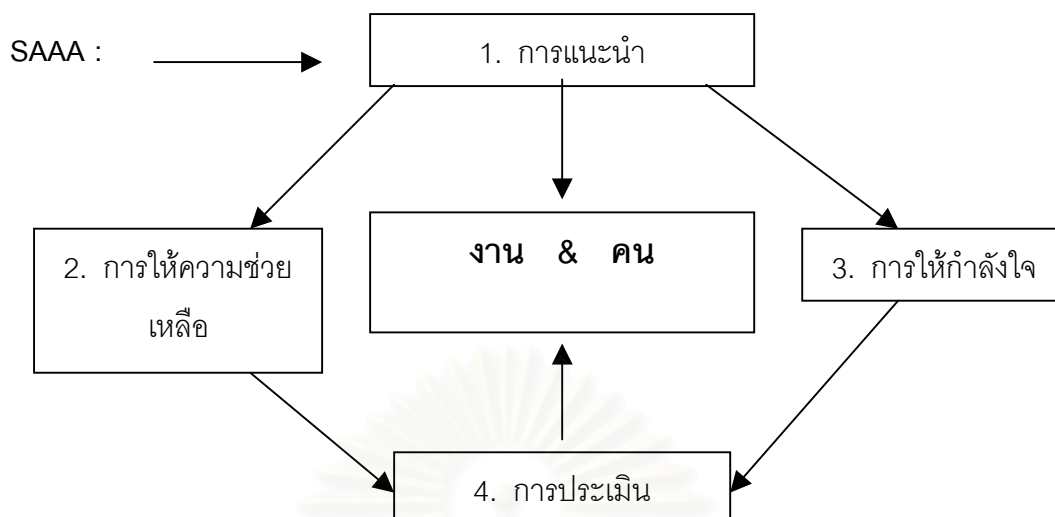 SAAA :
1. การแนะนำ
2. การให้ความช่วย
เหลือ
งาน & คน
3. การให้กำลังใจ
4. การประเมิน